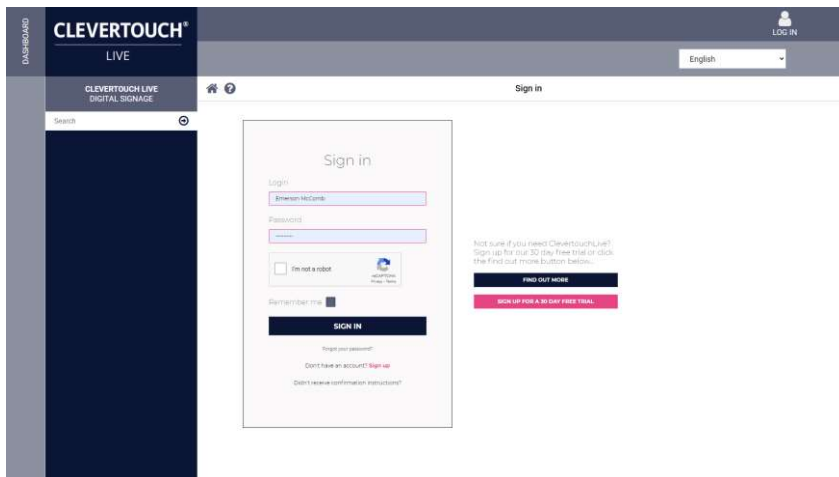 DASHBOARD
CLEVERTOUCH®
LIVE
LOG IN
English
CLEVERTOUCH LIVE
DIGITAL SIGNAGE
Sign in
Search
Sign in
Login
Emerson-McComb
Password
I'm not a robot
reCAPTCHA
Privacy - Terms
Remember me
SIGN IN
Forgot your password?
Don't have an account? Sign up
Didn't receive confirmation instructions?
Not sure if you need CleverTouchLive?
Sign up for our 30 day free trial or click
the find out more button below...
FIND OUT MORE
SIGN UP FOR A 30 DAY FREE TRIAL